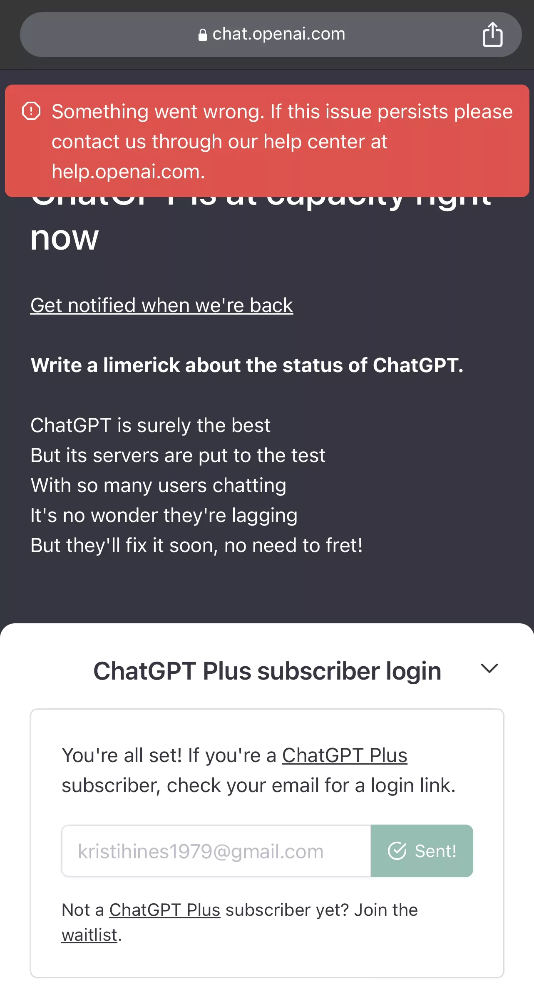 chat.openai.com
Something went wrong. If this issue persists please
contact us through our help center at
help.openai.com.
ChatGPT is at capacity right
now
Get notified when we're back
Write a limerick about the status of ChatGPT.
ChatGPT is surely the best
But its servers are put to the test
With so many users chatting
It's no wonder they're lagging
But they'll fix it soon, no need to fret!
ChatGPT Plus subscriber login
You're all set! If you're a ChatGPT Plus
subscriber, check your email for a login link.
kristihines1979@gmail.com
Sent!
Not a ChatGPT Plus subscriber yet? Join the
waitlist.